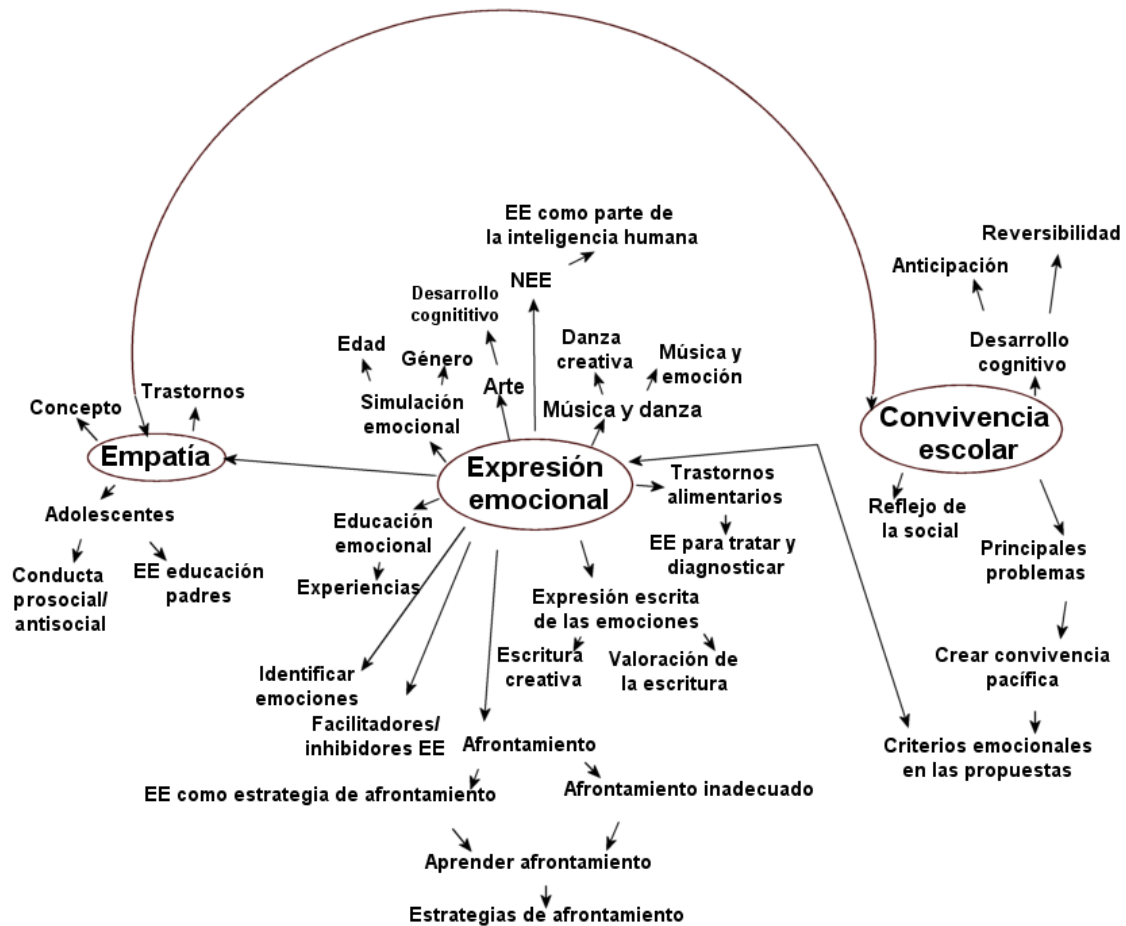 EE como parte de
la inteligencia humana
Reversibilidad
Anticipación
NEE
Desarrollo
cognititivo
Danza
creativa
Edad
Género
Música y
emoción
Desarrollo
cognitivo
Trastornos
Arte
Concepto
Simulación
emocional
Música y danza
Convivencia
escolar
Empatía
Expresión
emocional
Trastornos
alimentarios
Adolescentes
Educación
emocional
Reflejo de
la social
EE para tratar y
diagnosticar
Principales
problemas
Conducta
prosocial/
antisocial
EE educación
padres
Experiencias
Expresión escrita
de las emociones
Escritura
creativa
Valoración de
la escritura
Crear convivencia
pacífica
Identificar
emociones
Facilitadores/
inhibidores EE
Afrontamiento
Criterios emocionales
en las propuestas
EE como estrategia de afrontamiento
Afrontamiento inadecuado
Aprender afrontamiento
Estrategias de afrontamiento